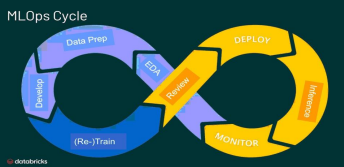 MLOps Cycle
Data Prep
DEPLOY
EDA
Review
Develop
Inference
(Re-)Train
MONITOR
databricks